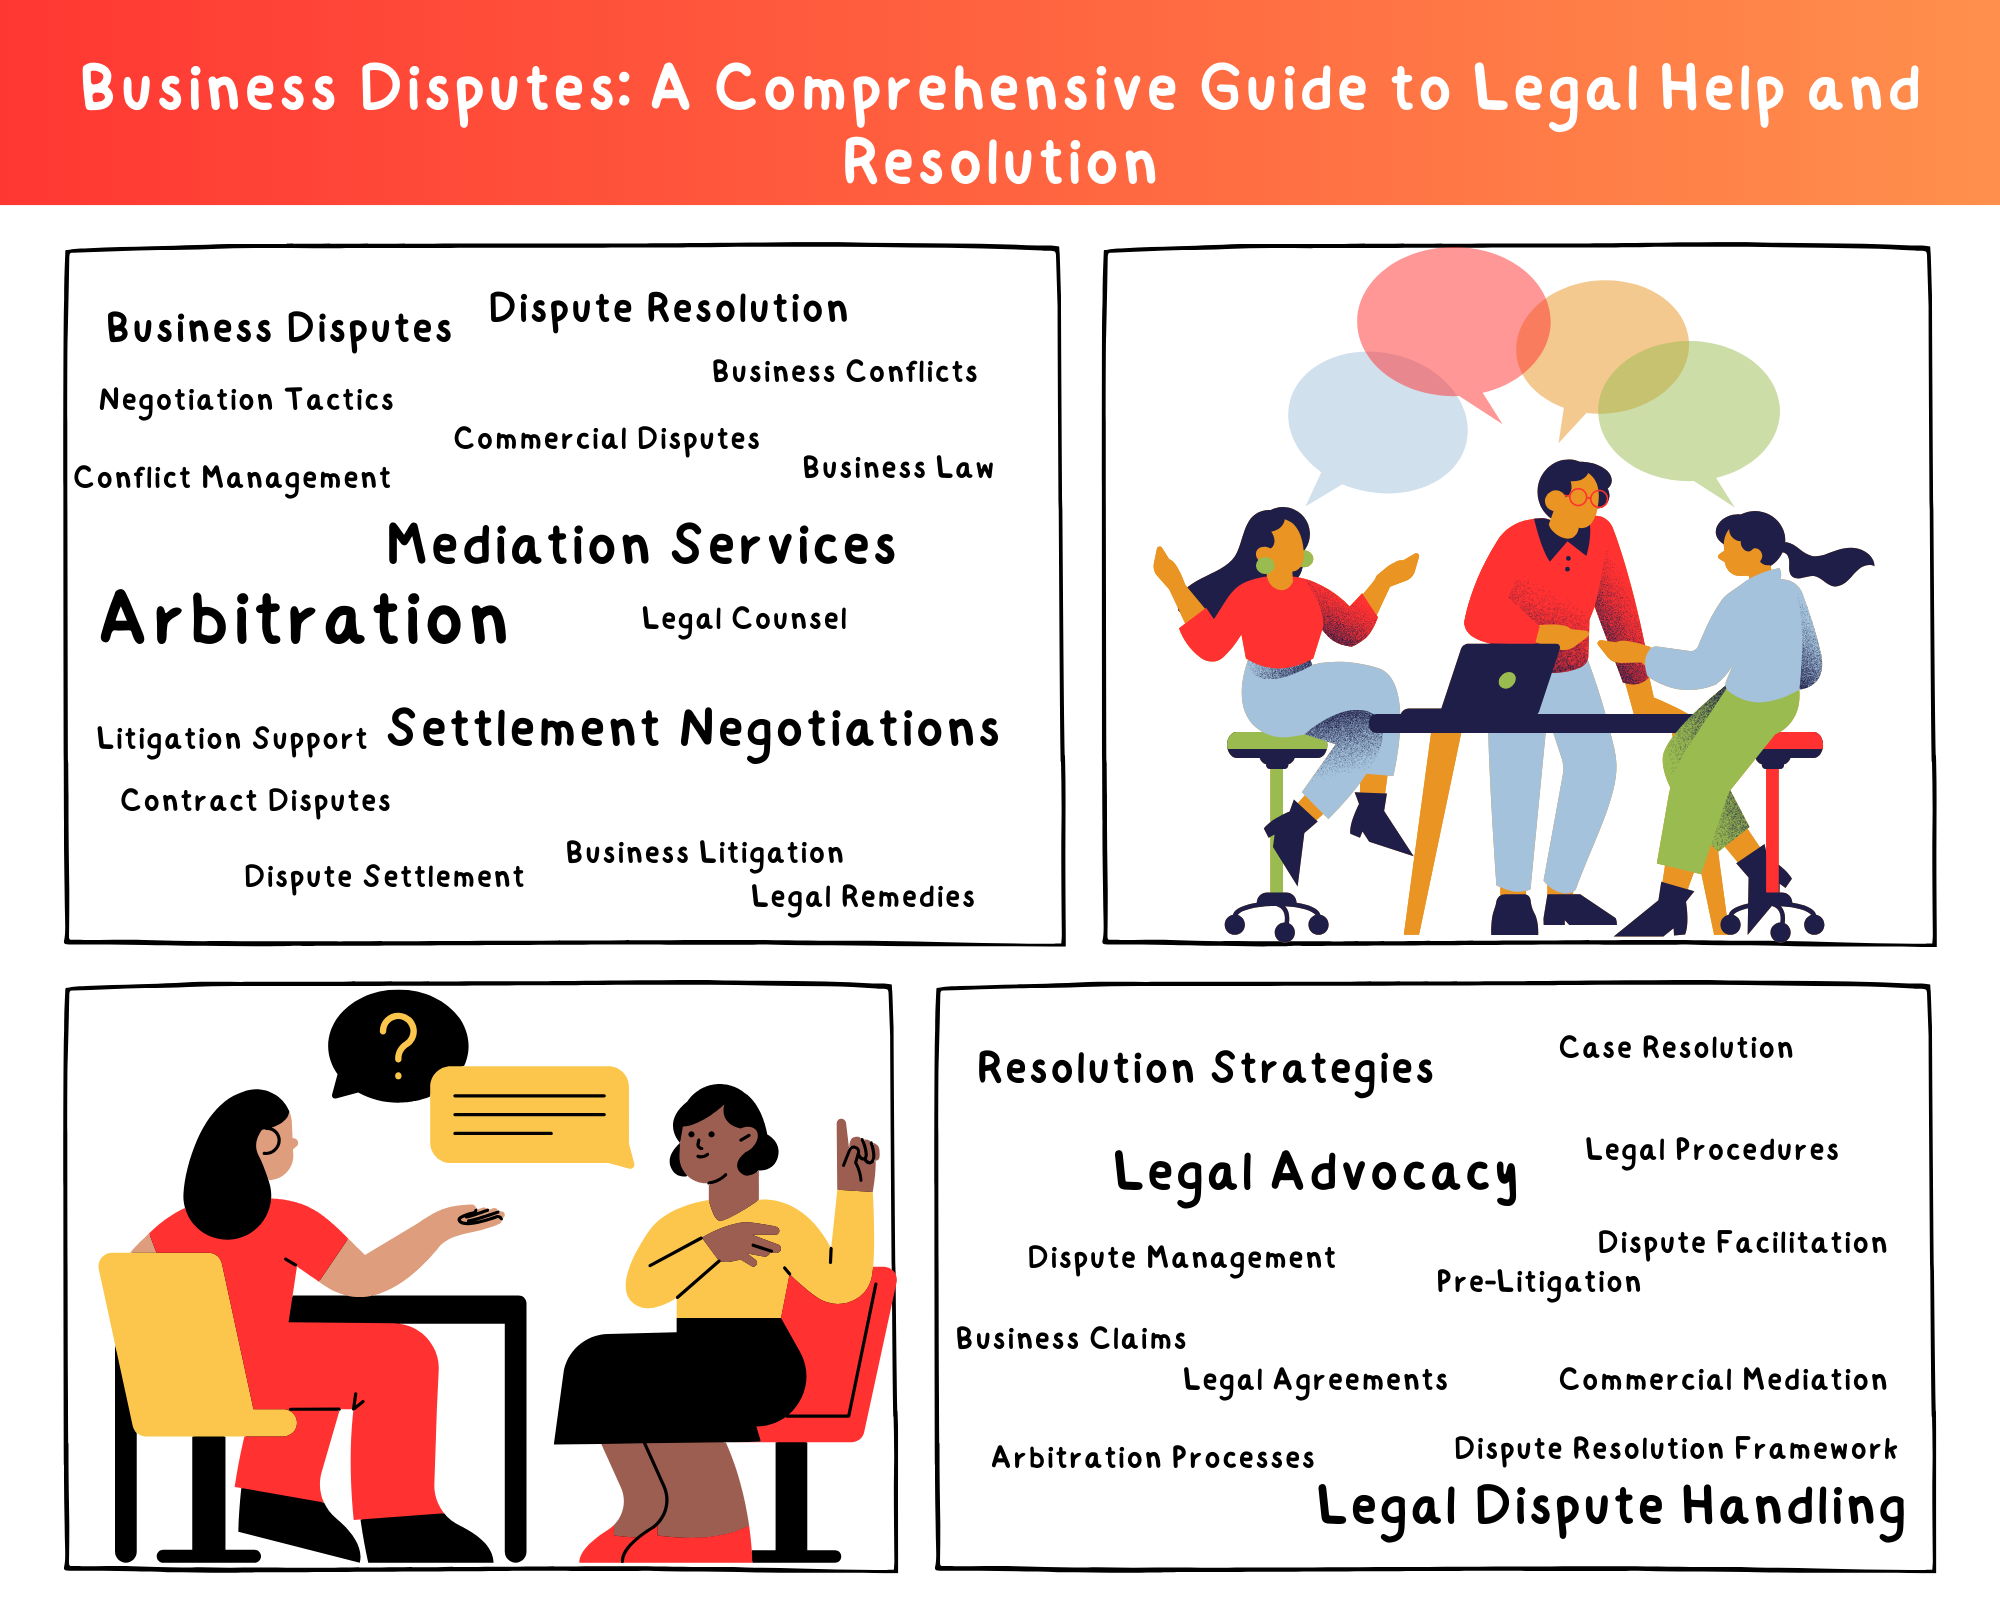 Business Disputes: A Comprehensive Guide to Legal Help and
Resolution
Business Disputes
Dispute Resolution
Business Conflicts
Negotiation Tactics
Commercial Disputes
Business Law
Conflict Management
Mediation Services
Arbitration
Legal Counsel
Litigation Support
Settlement Negotiations
Contract Disputes
Business Litigation
Dispute Settlement
Legal Remedies
?
Resolution Strategies
Case Resolution
Legal Advocacy
Legal Procedures
Dispute Management
Dispute Facilitation
Pre-Litigation
Business Claims
Legal Agreements
Commercial Mediation
Arbitration Processes
Dispute Resolution Framework
Legal Dispute Handling